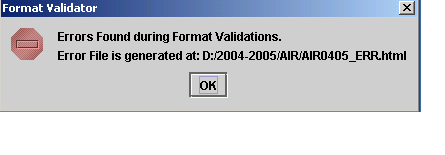 Format Validator
Errors Found during Format Validations.
Error File is generated at: D:/2004-2005/AIR/AIR0405_ERR.html
OK